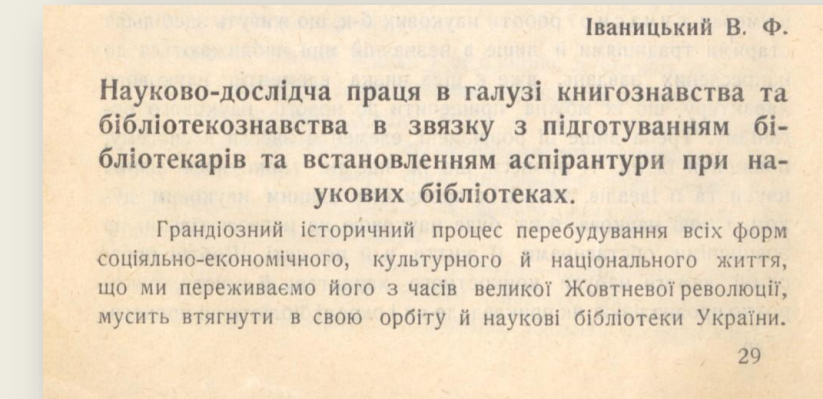 Іваницький В. Ф.
Науково-дослідча праця в галузі книгознавства та
бібліотекознавства в звязку з підготуванням бі-
бліотекарів та встановленням аспірантури при на-
укових бібліотеках.
Грандіозний історичний процес перебудування всіх форм
соціяльно-економічного, культурного й національного життя,
що ми переживаємо його з часів великої Жовтневої революції,
мусить втягнути в свою орбіту й наукові бібліотеки України.
29